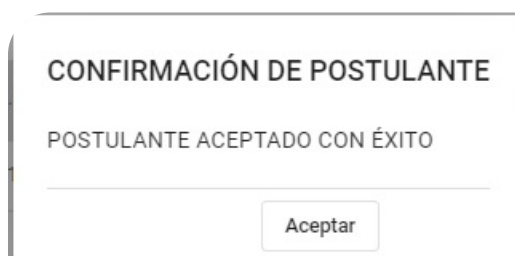 CONFIRMACIÓN DE POSTULANTE
POSTULANTE ACEPTADO CON ÉXITO
Aceptar